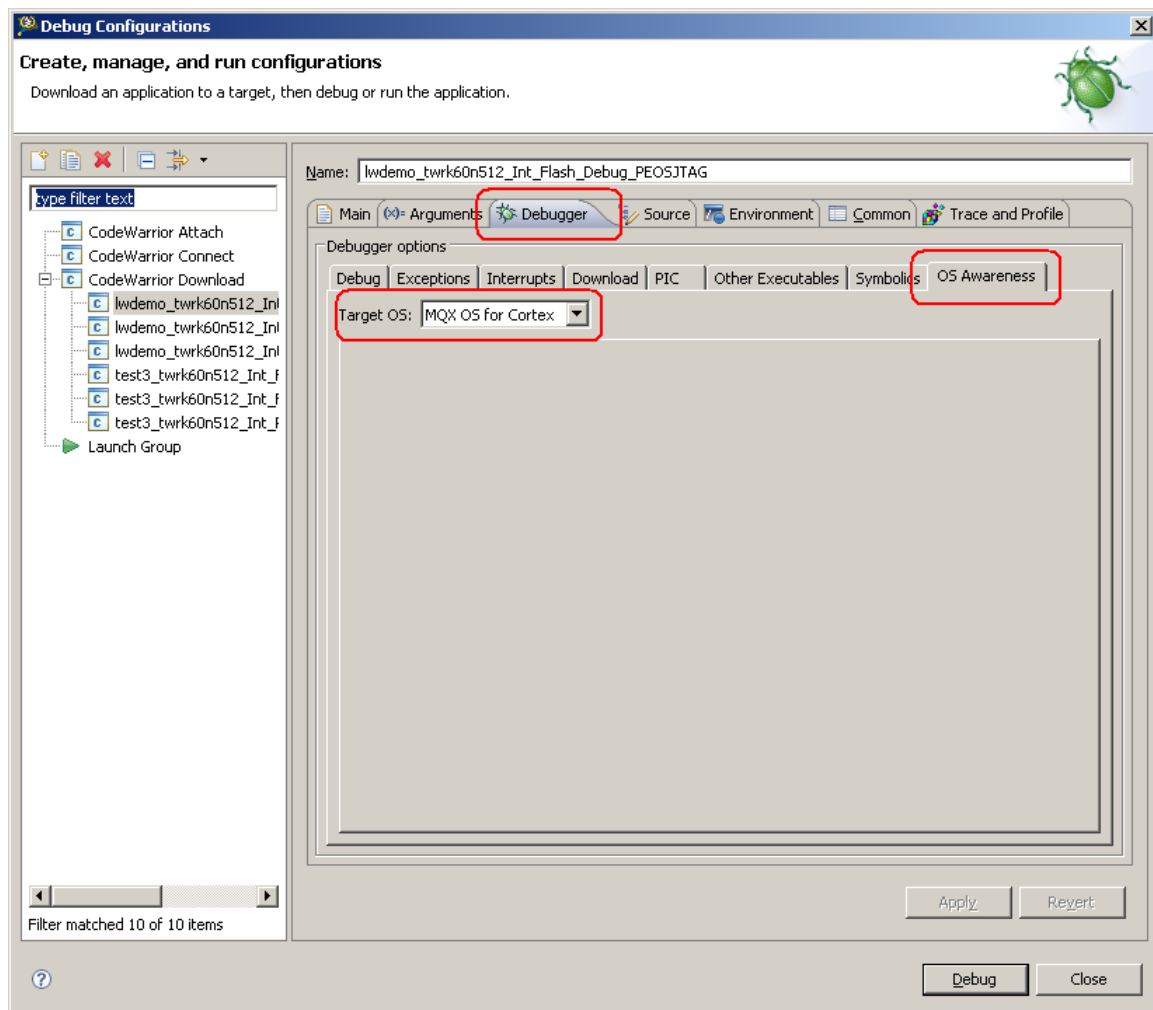 Debug Configurations
Create, manage, and run configurations
Download an application to a target, then debug or run the application.
type filter text
CodeWarrior Attach
CodeWarrior Connect
CodeWarrior Download
lwdemo_twrk60n512_Int
lwdemo_twrk60n512_Int
lwdemo_twrk60n512_Int
test3_twrk60n512_Int_F
test3_twrk60n512_Int_F
test3_twrk60n512_Int_F
Launch Group
Filter matched 10 of 10 items
Name: lwdemo_twrk60n512_Int_Flash_Debug_PEOSJTAG
Main (x)= Arguments Debugger Source Environment Common Trace and Profile
Debugger options
Debug Exceptions Interrupts Download PIC Other Executables Symbolics OS Awareness
Target OS: MQX OS for Cortex
Apply Revert
Debug Close